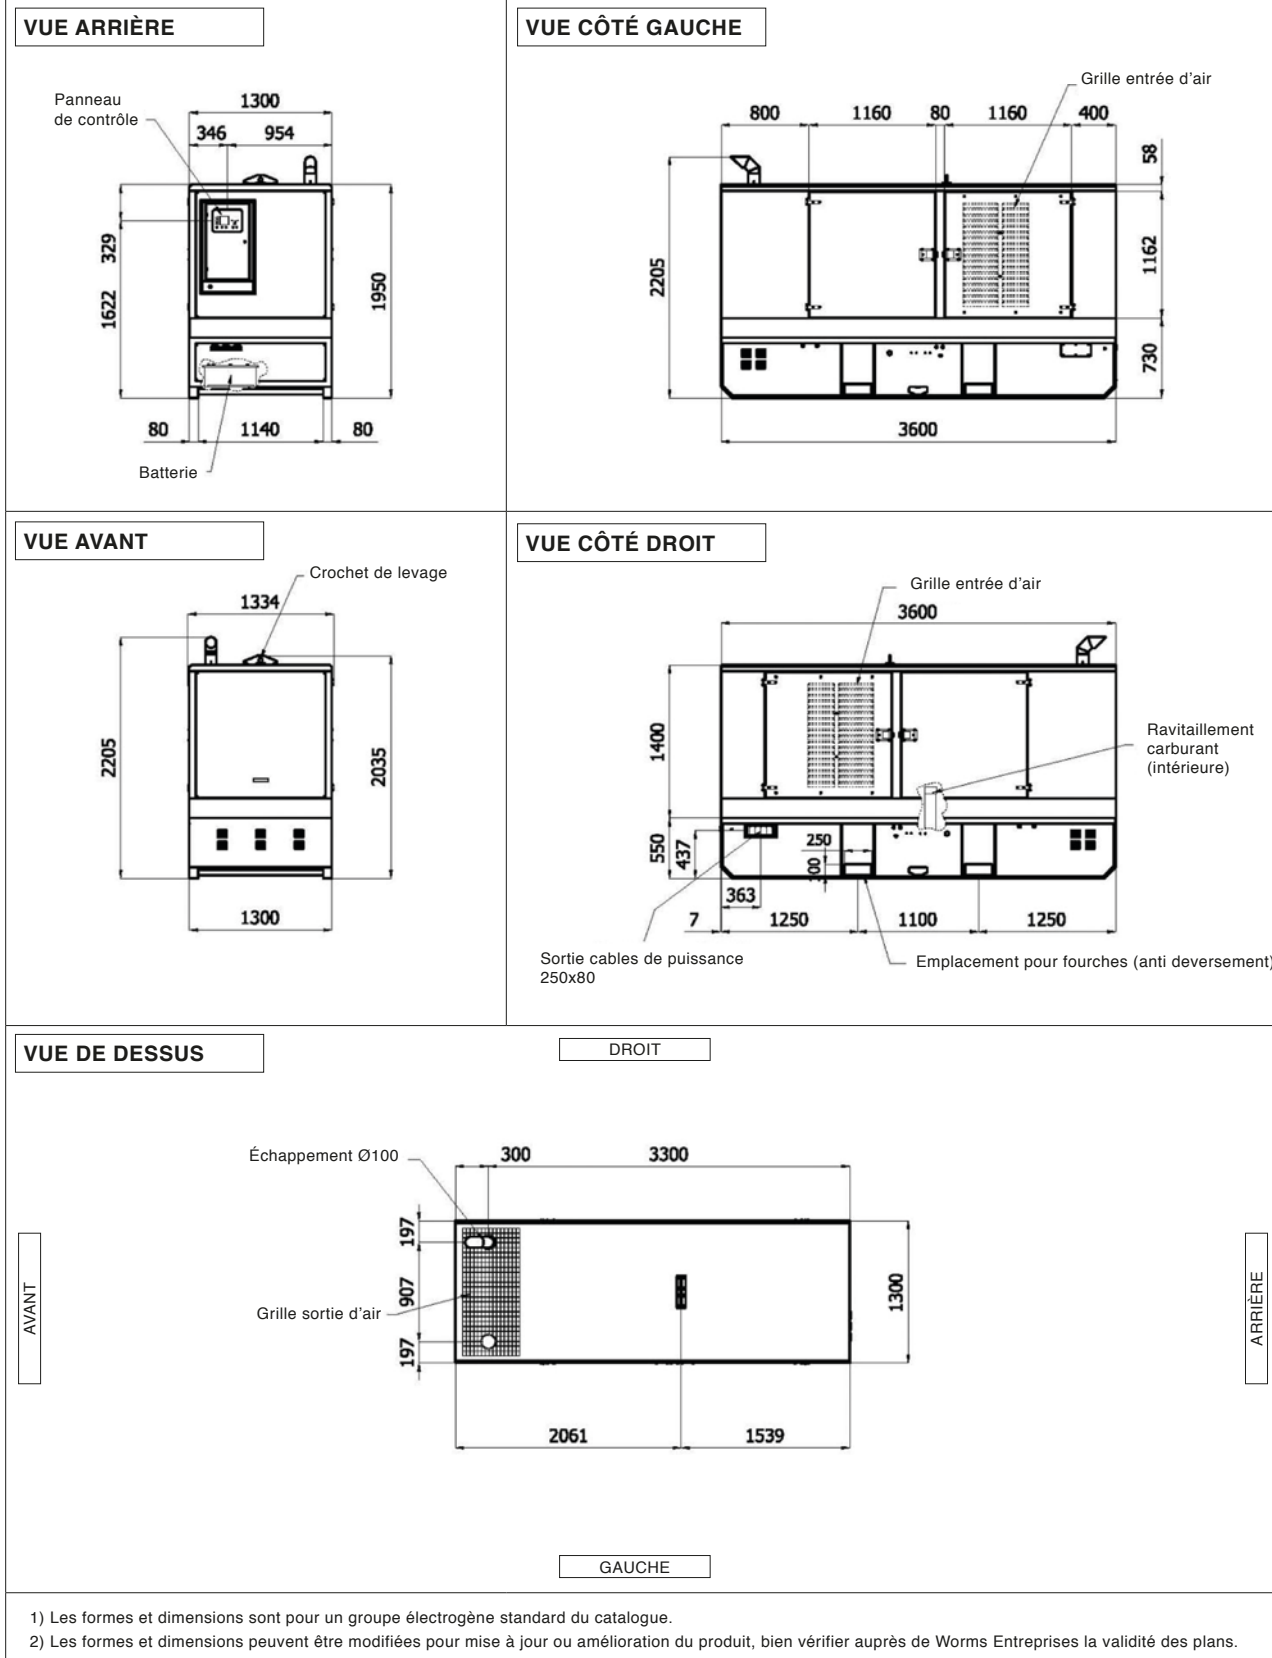 VUE ARRIÈRE
Panneau
de contrôle
1300
346
954
329
1622
1950
80
1140
80
Batterie
VUE CÔTÉ GAUCHE
Grille entrée d'air
800
1160
80
1160
400
58
2205
1162
730
3600
VUE AVANT
Crochet de levage
1334
2205
2035
1300
VUE CÔTÉ DROIT
Grille entrée d'air
3600
1400
Ravitaillement
carburant
(intérieure)
550
437
250
100
363
7
1250
1100
1250
Sortie cables de puissance
250x80
Emplacement pour fourches (anti deversement)
VUE DE DESSUS
DROIT
Échappement Ø100
300
3300
197
907
197
Grille sortie d'air
1300
AVANT
ARRIÈRE
2061
1539
GAUCHE
1) Les formes et dimensions sont pour un groupe électrogène standard du catalogue.
2) Les formes et dimensions peuvent être modifiées pour mise à jour ou amélioration du produit, bien vérifier auprès de Worms Entreprises la validité des plans.